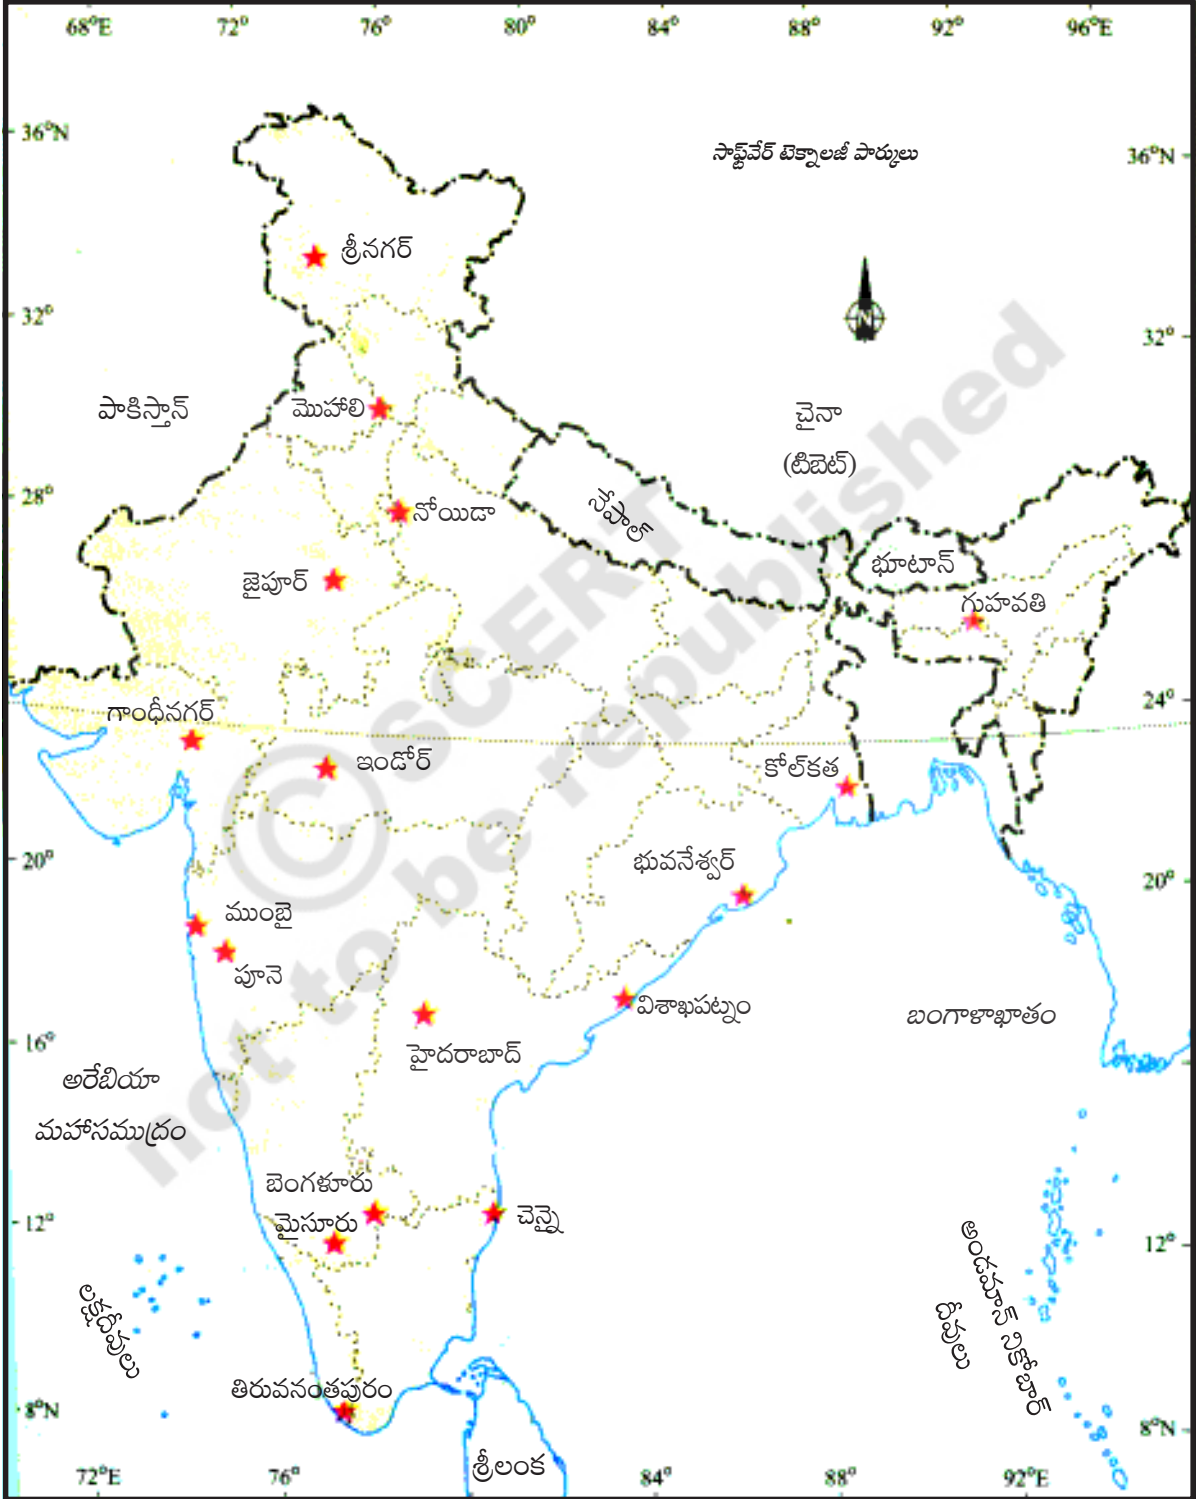 68°E 72° 76° 80° 84° 88° 92° 96°E
36°N
సాఫ్ట్‌వేర్ టెక్నాలజీ పార్కులు
36°N
శ్రీనగర్
N
32°
32°
పాకిస్తాన్
మొహాలి
చైనా
(టిబెట్)
28°
నోయిడా
నేపాల్
భూటాన్
జైపూర్
గుహవతి
24°
గాంధీనగర్
ఇండోర్
కోల్‌కత
20°
భువనేశ్వర్
20°
ముంబై
పూనె
విశాఖపట్నం
బంగాళాఖాతం
16°
హైదరాబాద్
అరేబియా
మహాసముద్రం
బెంగళూరు
మైసూరు
చెన్నై
12°
12°
లక్షదీవులు
అండమాన్ నికోబార్
దీవులు
తిరువనంతపురం
8°N
8°N
శ్రీలంక
72°E 76° 84° 88° 92°E
© SCERT
not to be republished